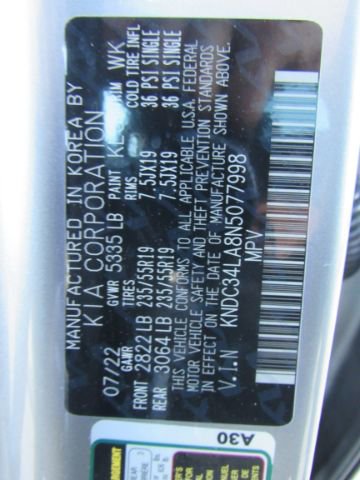 MANUFACTURED IN KOREA BY
KIA CORPORATION
07/22 GVWR 5335 LB PAINT KLG TRIM WK
GAWR RIMS COLD TIRE INFL
FRONT 2822 LB 235/55R19 7.5JX19 36 PSI SINGLE
REAR 3064 LB 235/55R19 7.5JX19 36 PSI SINGLE
THIS VEHICLE CONFORMS TO ALL APPLICABLE U.S.A. FEDERAL
MOTOR VEHICLE SAFETY AND THEFT PREVENTION STANDARDS
IN EFFECT ON THE DATE OF MANUFACTURE SHOWN ABOVE.
V.I.N KNDC34LA8N5077998
MPV
A30